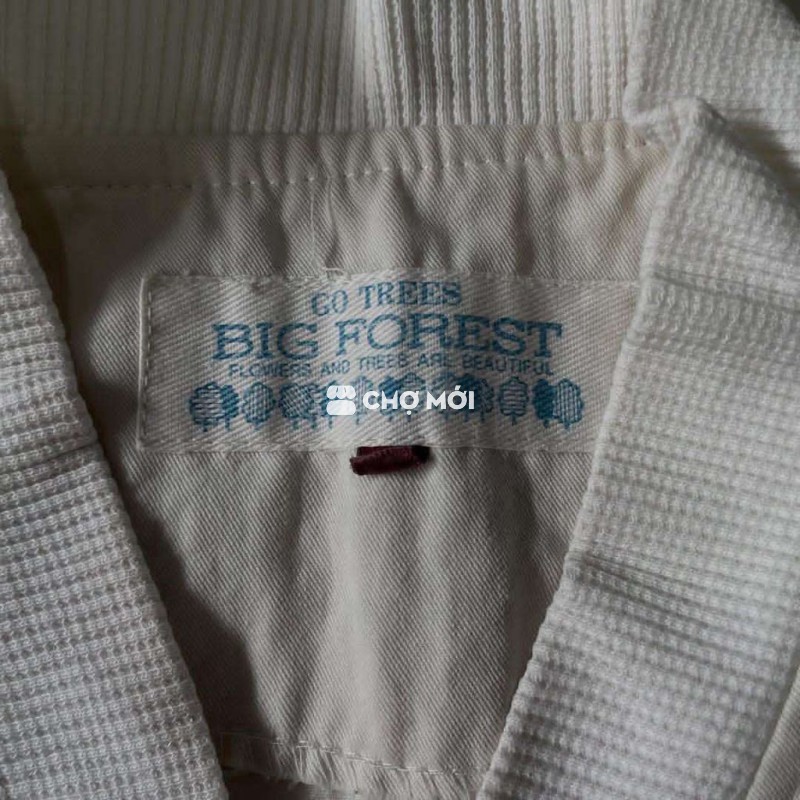 GO TREES
BIG FOREST
FLOWERS AND TREES ARE BEAUTIFUL
CHỢ MỚI